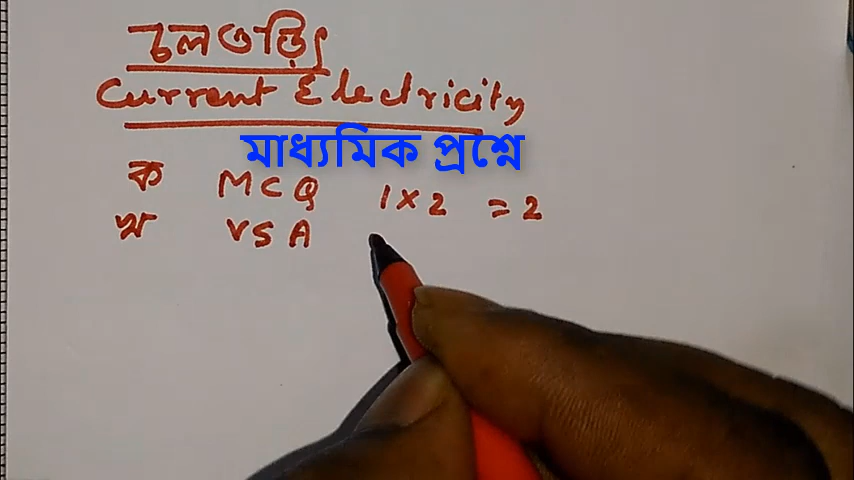 চলতড়িৎ
Current Electricity
মাধ্যমিক প্রশ্নে
ক MCQ 1 × 2 = 2
খ VSA